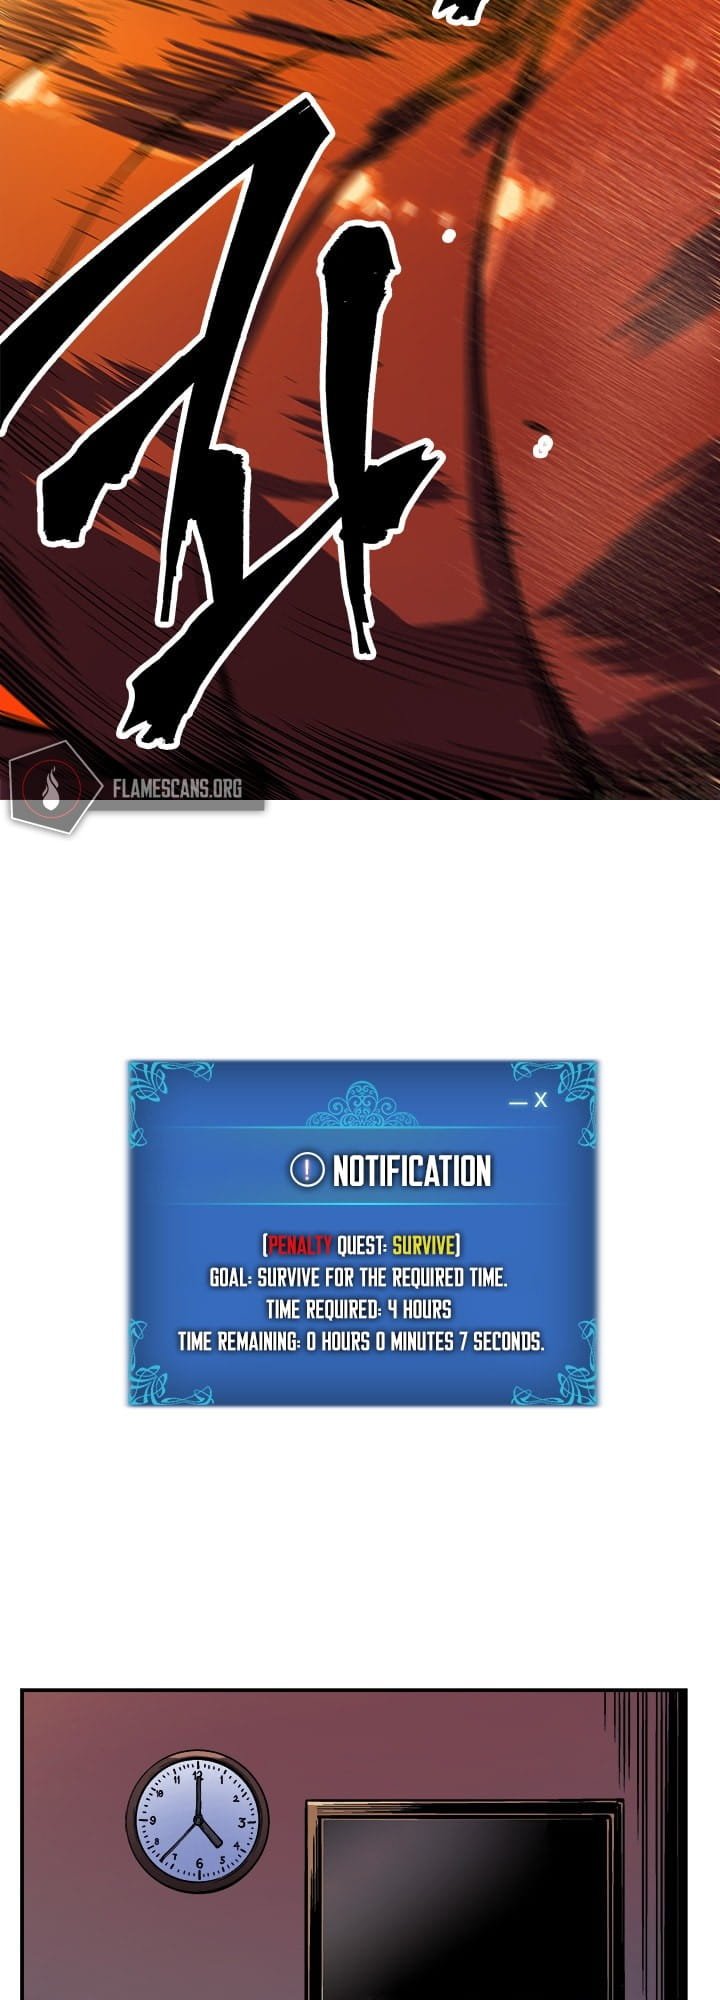 FLAMESCANS.ORG
— X
! NOTIFICATION
[PENALTY QUEST: SURVIVE]
GOAL: SURVIVE FOR THE REQUIRED TIME.
TIME REQUIRED: 4 HOURS
TIME REMAINING: 0 HOURS 0 MINUTES 7 SECONDS.
12
11 1
10 2
9 3
8 4
7 5
6